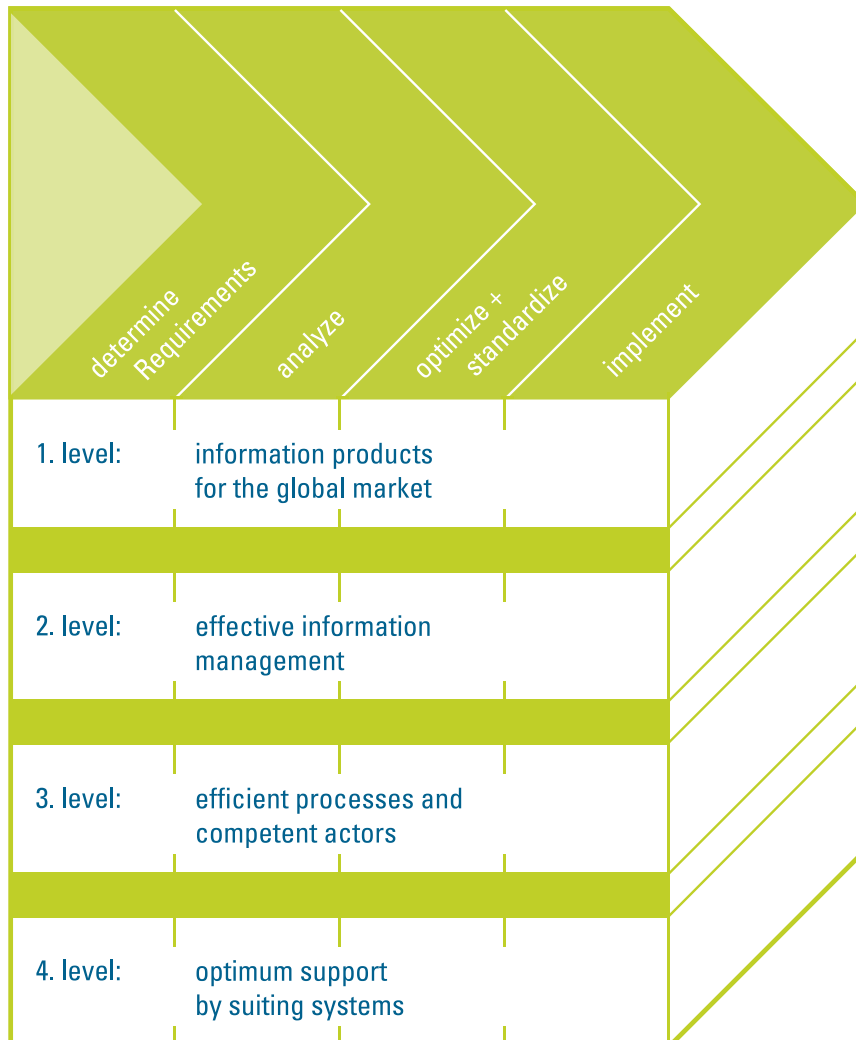 determine
Requirements
analyze
optimize +
standardize
implement
1. level:
information products
for the global market
2. level:
effective information
management
3. level:
efficient processes and
competent actors
4. level:
optimum support
by suiting systems